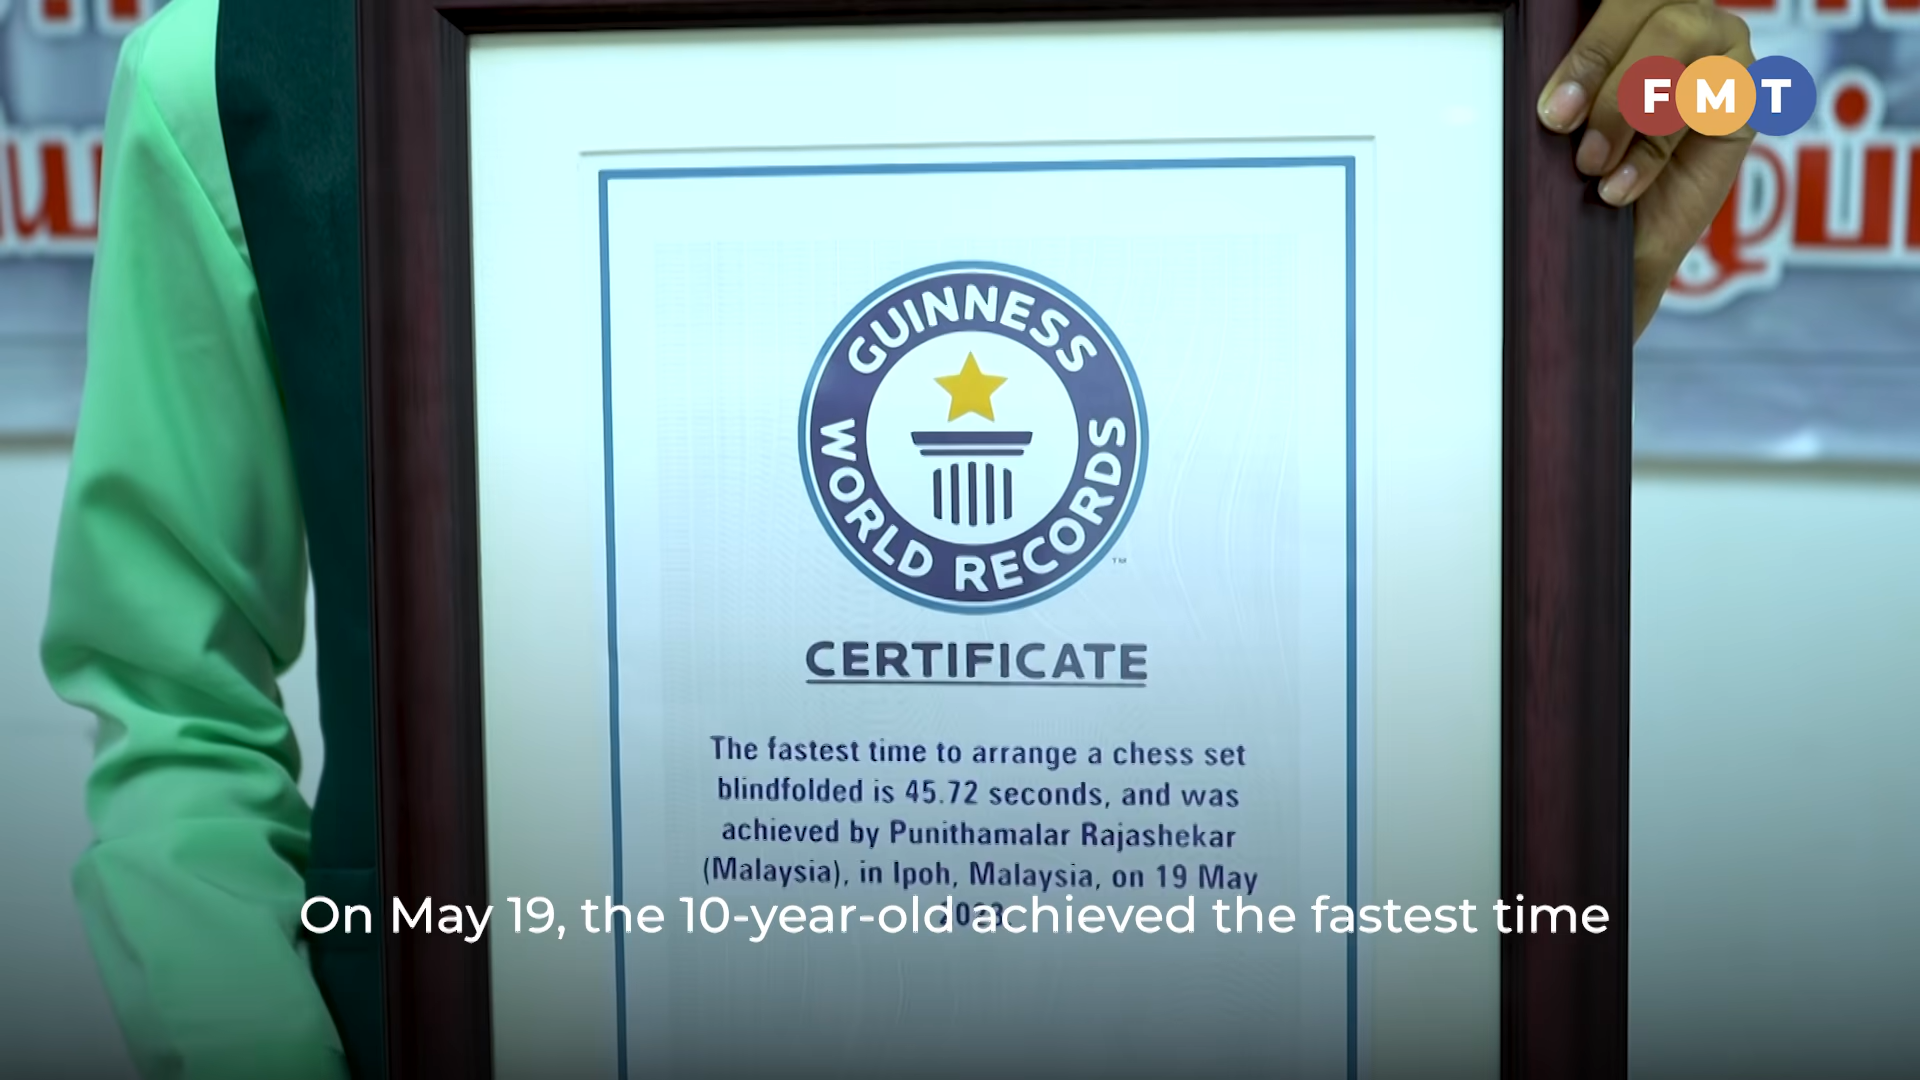 FMT
GUINNESS
WORLD RECORDS
TM
CERTIFICATE
The fastest time to arrange a chess set
blindfolded is 45.72 seconds, and was
achieved by Punithamalar Rajashekar
(Malaysia), in Ipoh, Malaysia, on 19 May
On May 19, the 10-year-old achieved the fastest time